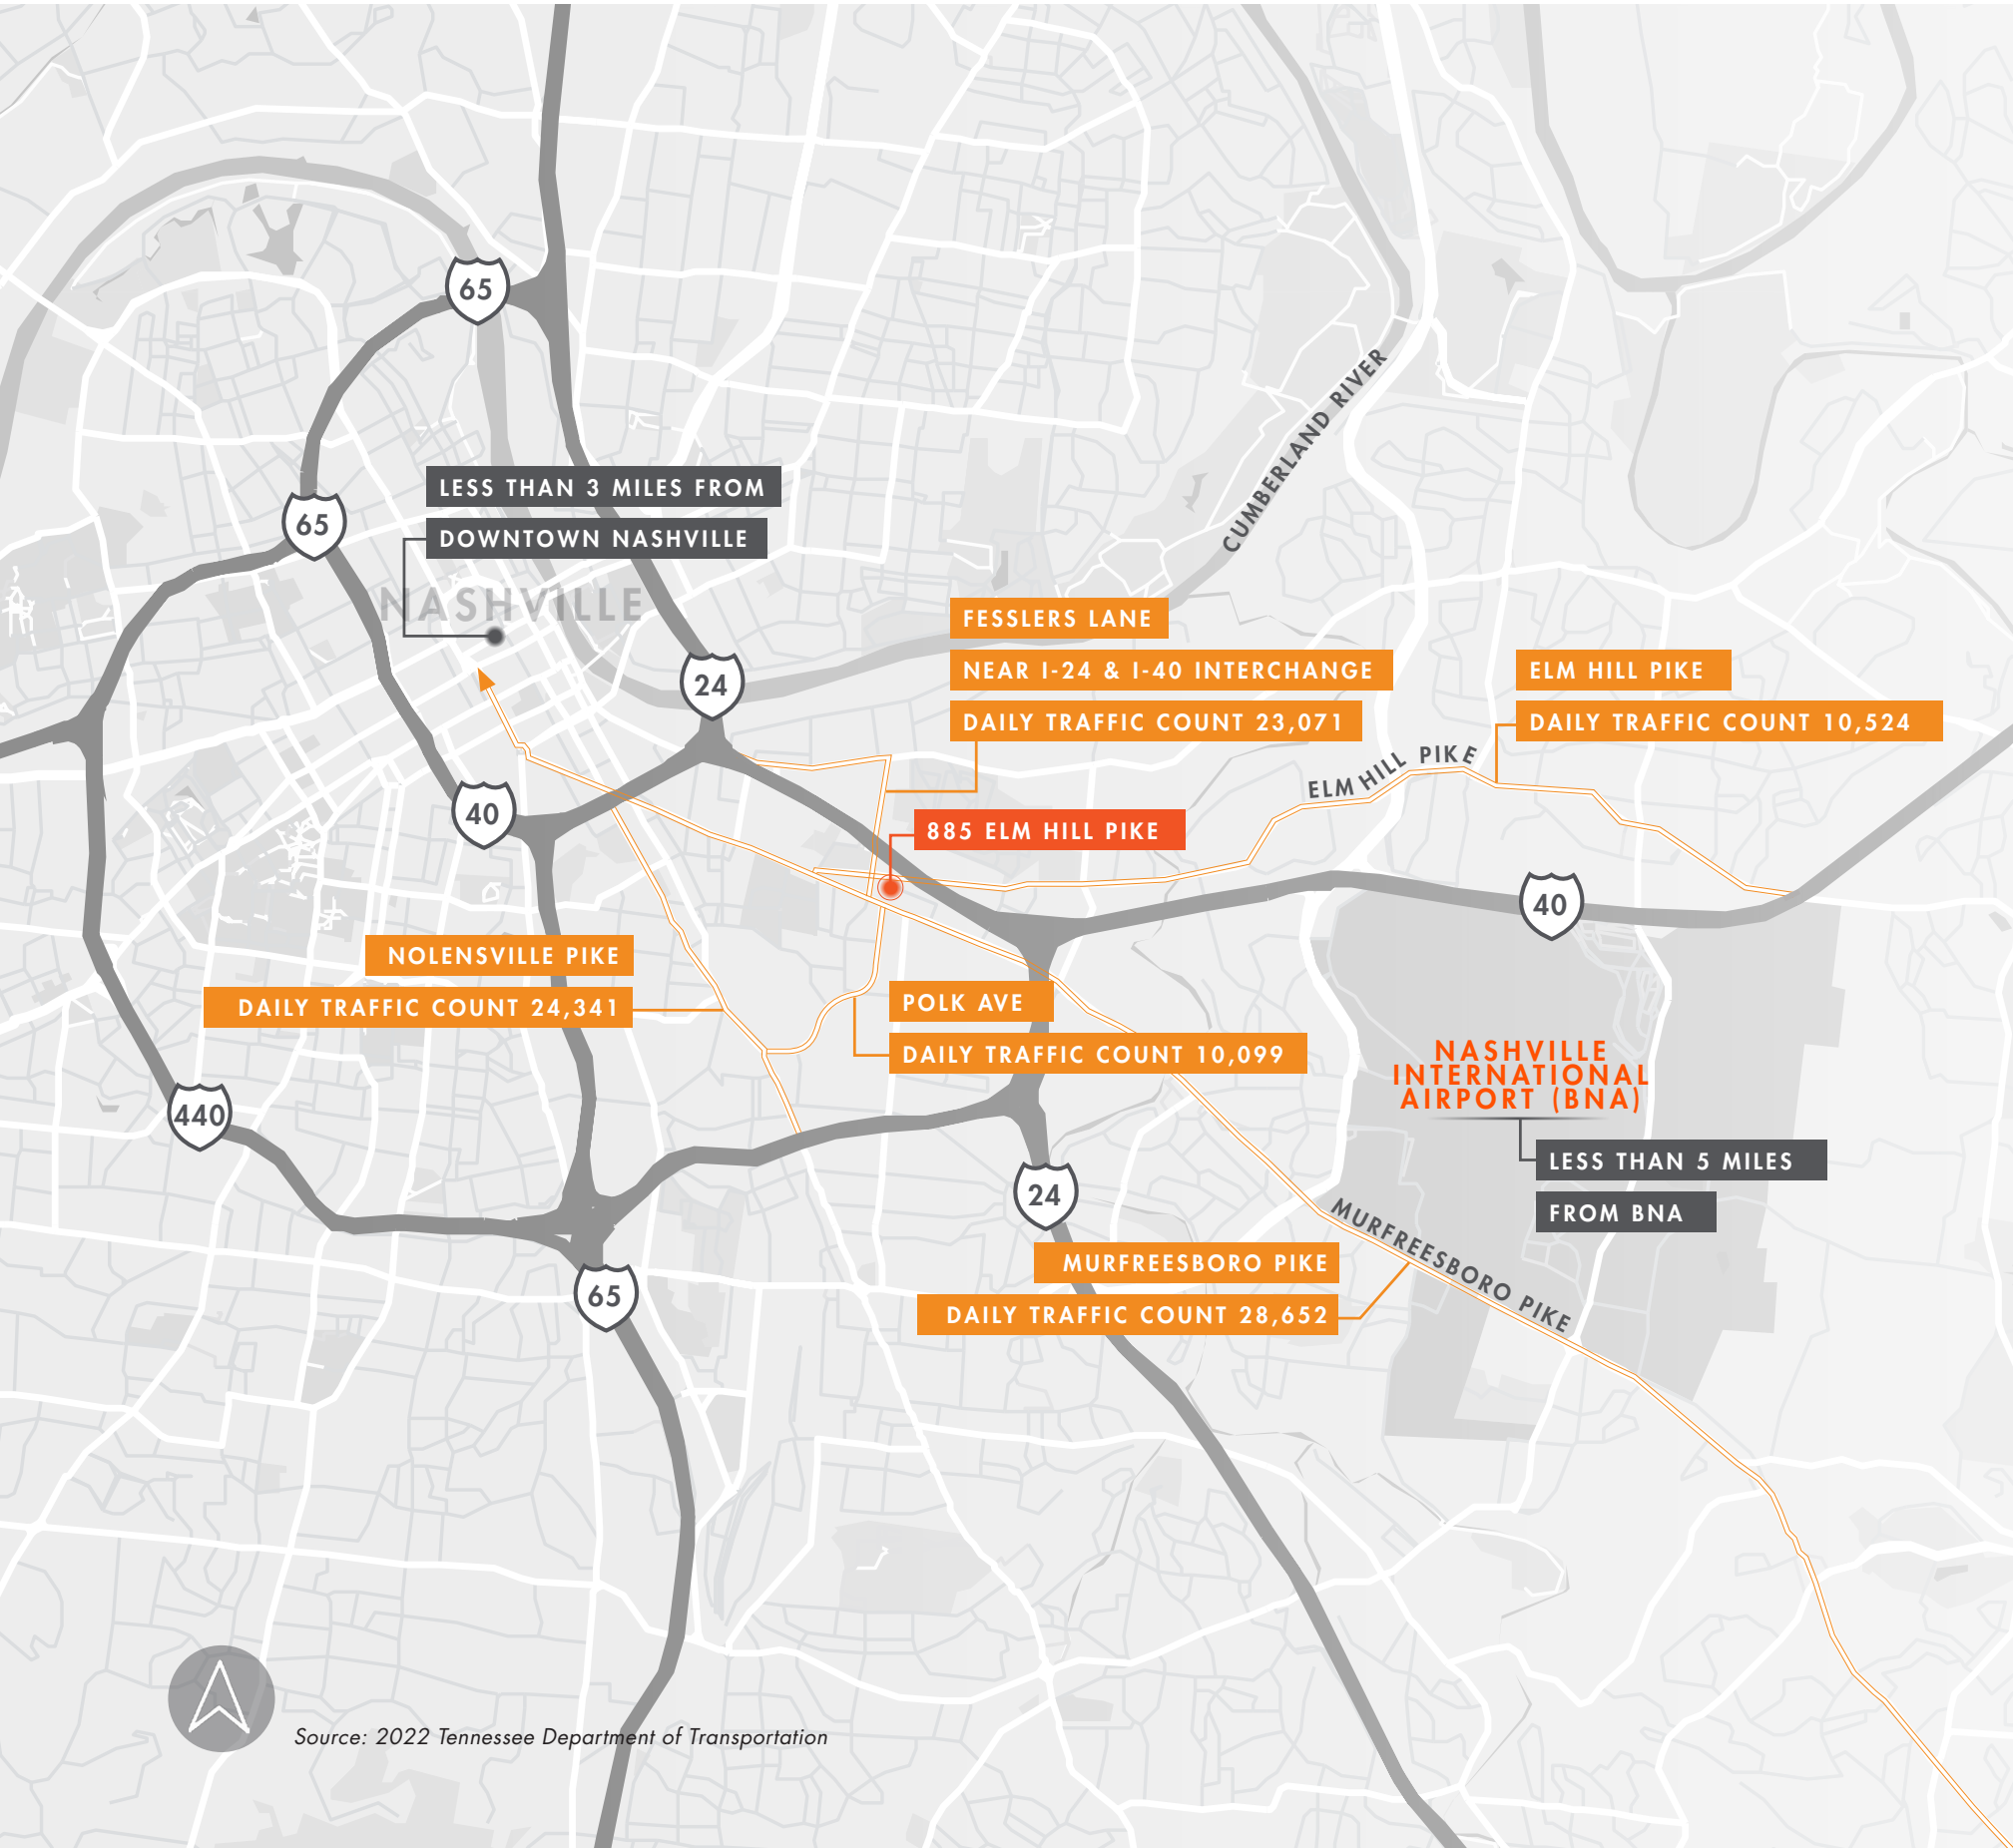 65
LESS THAN 3 MILES FROM
DOWNTOWN NASHVILLE
65
NASHVILLE
CUMBERLAND RIVER
24
FESSLERS LANE
NEAR I-24 & I-40 INTERCHANGE
DAILY TRAFFIC COUNT 23,071
ELM HILL PIKE
DAILY TRAFFIC COUNT 10,524
ELM HILL PIKE
40
885 ELM HILL PIKE
40
NOLENSVILLE PIKE
DAILY TRAFFIC COUNT 24,341
POLK AVE
DAILY TRAFFIC COUNT 10,099
NASHVILLE
INTERNATIONAL
AIRPORT (BNA)
LESS THAN 5 MILES
FROM BNA
440
24
MURFREESBORO PIKE
MURFREESBORO PIKE
DAILY TRAFFIC COUNT 28,652
65
Source: 2022 Tennessee Department of Transportation